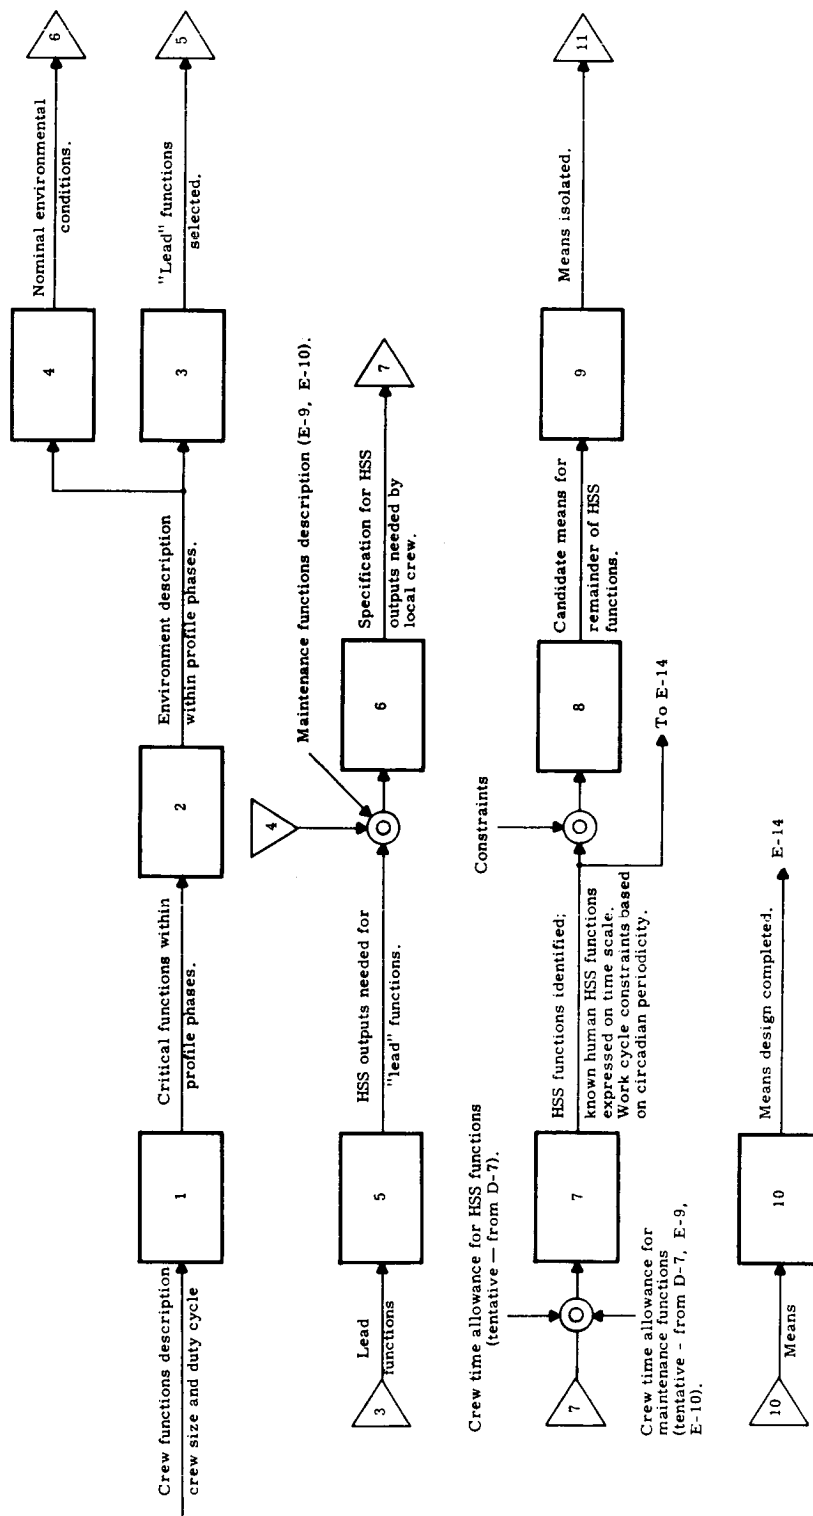 Crew functions description
crew size and duty cycle
1
Critical functions within
profile phases.
2
Environment description
within profile phases.
4
Nominal environmental
conditions.
6
3
"Lead" functions
selected.
5
3
Lead
functions
5
HSS outputs needed for
"lead" functions.
4
Maintenance functions description (E-9, E-10).
6
Specification for HSS
outputs needed by
local crew.
7
Crew time allowance for HSS functions
(tentative — from D-7).
7
Crew time allowance for
maintenance functions
(tentative - from D-7, E-9,
E-10).
7
HSS functions identified;
known human HSS functions
expressed on time scale.
Work cycle constraints based
on circadian periodicity.
Constraints
To E-14
8
Candidate means for
remainder of HSS
functions.
9
Means isolated.
11
10
Means
10
Means design completed.
E-14